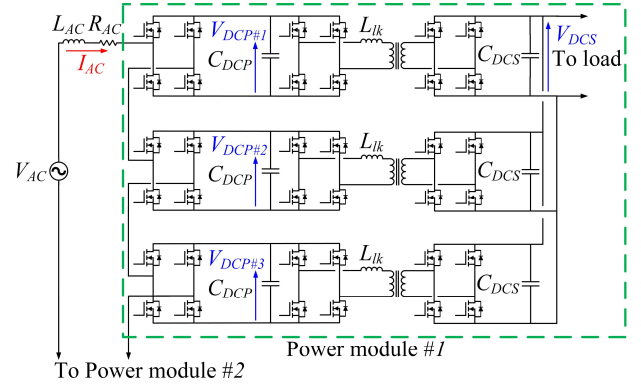 L_AC R_AC
I_AC
V_AC
V_DCP#1
C_DCP
L_lk
C_DCS
V_DCS
To load
V_DCP#2
C_DCP
L_lk
C_DCS
V_DCP#3
C_DCP
L_lk
C_DCS
Power module #1
To Power module #2